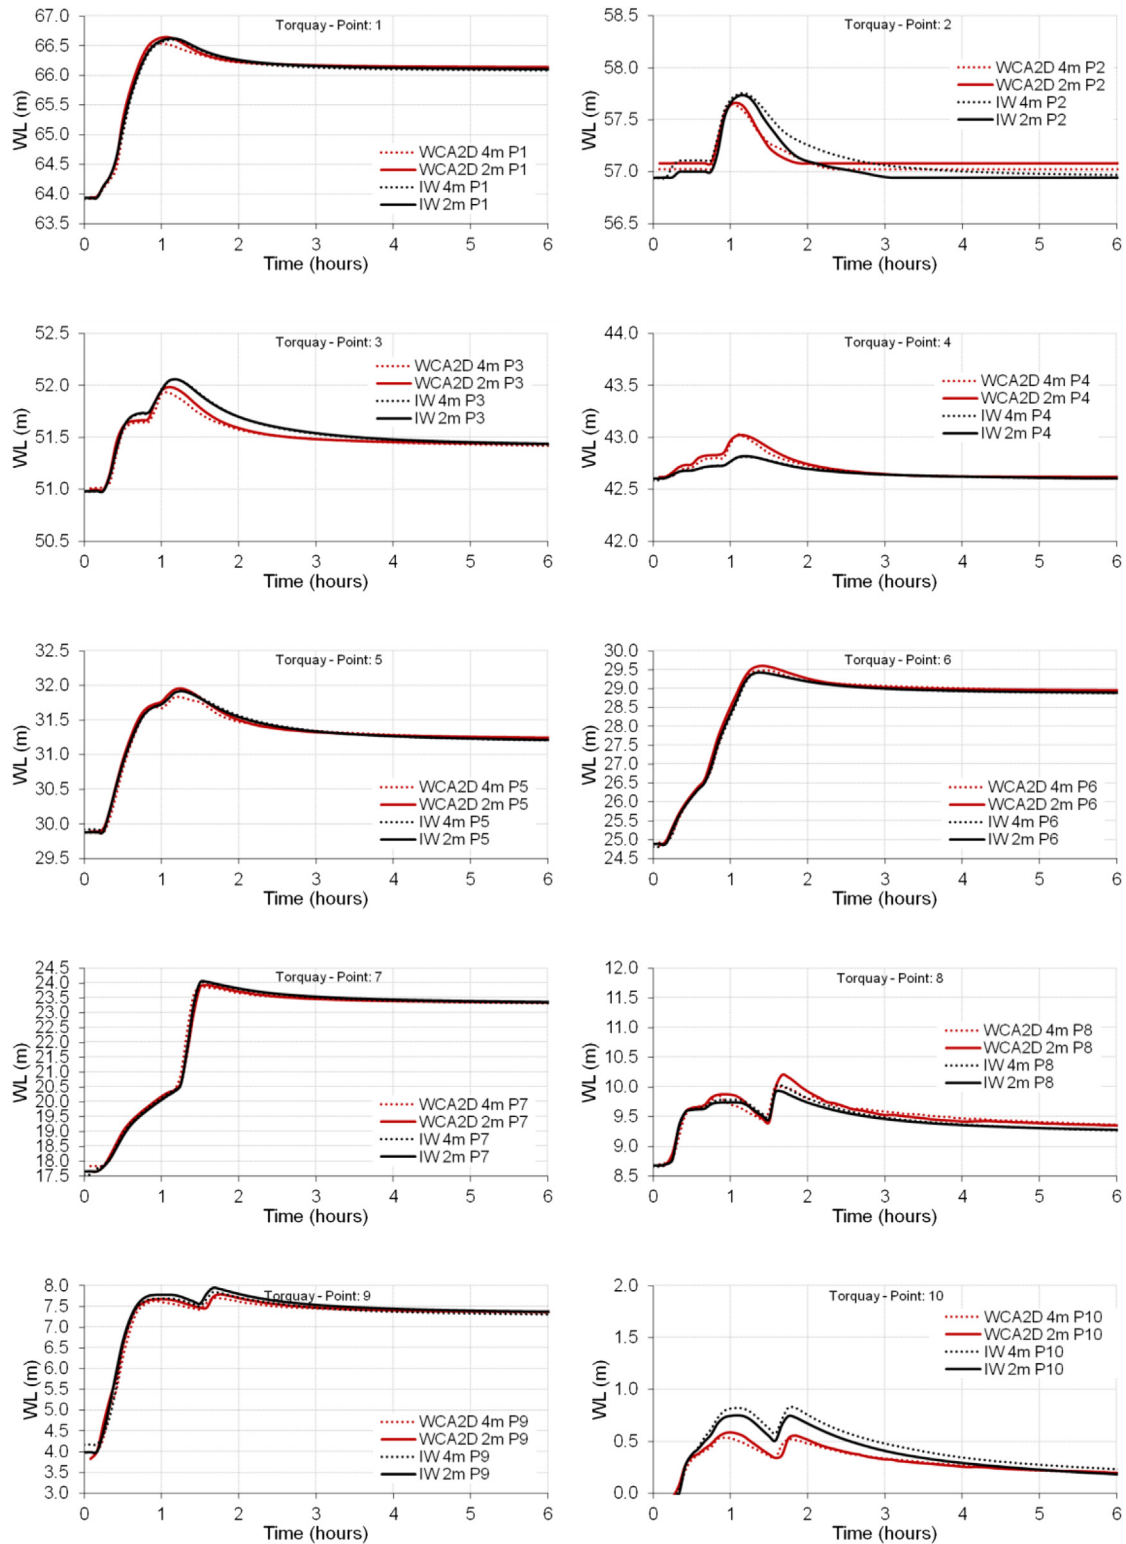 Torquay - Point: 1
67.0
66.5
66.0
65.5
65.0
64.5
64.0
63.5
WL (m)
WCA2D 4m P1
WCA2D 2m P1
IW 4m P1
IW 2m P1
0 1 2 3 4 5 6
Time (hours)
Torquay - Point: 2
58.5
58.0
57.5
57.0
56.5
WL (m)
WCA2D 4m P2
WCA2D 2m P2
IW 4m P2
IW 2m P2
0 1 2 3 4 5 6
Time (hours)
Torquay - Point: 3
52.5
52.0
51.5
51.0
50.5
WL (m)
WCA2D 4m P3
WCA2D 2m P3
IW 4m P3
IW 2m P3
0 1 2 3 4 5 6
Time (hours)
Torquay - Point: 4
44.0
43.5
43.0
42.5
42.0
WL (m)
WCA2D 4m P4
WCA2D 2m P4
IW 4m P4
IW 2m P4
0 1 2 3 4 5 6
Time (hours)
Torquay - Point: 5
32.5
32.0
31.5
31.0
30.5
30.0
29.5
WL (m)
WCA2D 4m P5
WCA2D 2m P5
IW 4m P5
IW 2m P5
0 1 2 3 4 5 6
Time (hours)
Torquay - Point: 6
30.0
29.5
29.0
28.5
28.0
27.5
27.0
26.5
26.0
25.5
25.0
24.5
WL (m)
WCA2D 4m P6
WCA2D 2m P6
IW 4m P6
IW 2m P6
0 1 2 3 4 5 6
Time (hours)
Torquay - Point: 7
24.5
24.0
23.5
23.0
22.5
22.0
21.5
21.0
20.5
20.0
19.5
19.0
18.5
18.0
17.5
WL (m)
WCA2D 4m P7
WCA2D 2m P7
IW 4m P7
IW 2m P7
0 1 2 3 4 5 6
Time (hours)
Torquay - Point: 8
12.0
11.5
11.0
10.5
10.0
9.5
9.0
8.5
WL (m)
WCA2D 4m P8
WCA2D 2m P8
IW 4m P8
IW 2m P8
0 1 2 3 4 5 6
Time (hours)
Torquay - Point: 9
8.0
7.5
7.0
6.5
6.0
5.5
5.0
4.5
4.0
3.5
3.0
WL (m)
WCA2D 4m P9
WCA2D 2m P9
IW 4m P9
IW 2m P9
0 1 2 3 4 5 6
Time (hours)
Torquay - Point: 10
2.0
1.5
1.0
0.5
0.0
WL (m)
WCA2D 4m P10
WCA2D 2m P10
IW 4m P10
IW 2m P10
0 1 2 3 4 5 6
Time (hours)